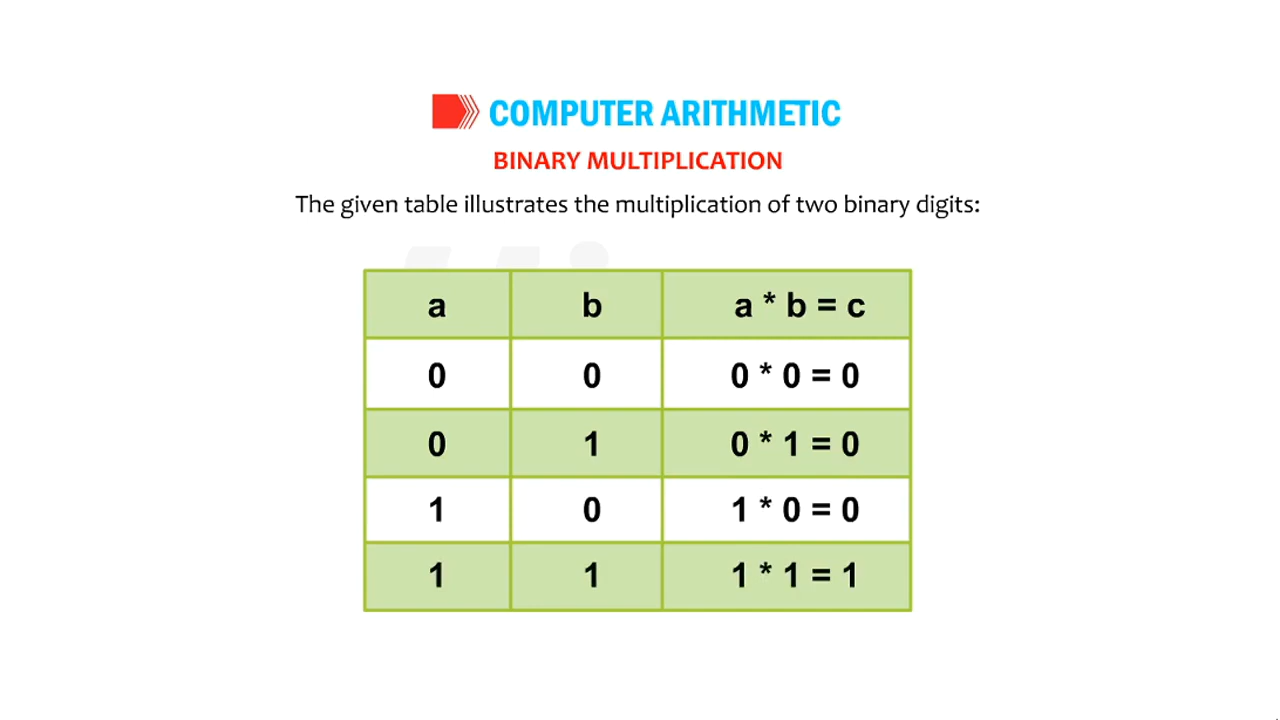 COMPUTER ARITHMETIC
BINARY MULTIPLICATION
The given table illustrates the multiplication of two binary digits:
a b a * b = c
0 0 0 * 0 = 0
0 1 0 * 1 = 0
1 0 1 * 0 = 0
1 1 1 * 1 = 1